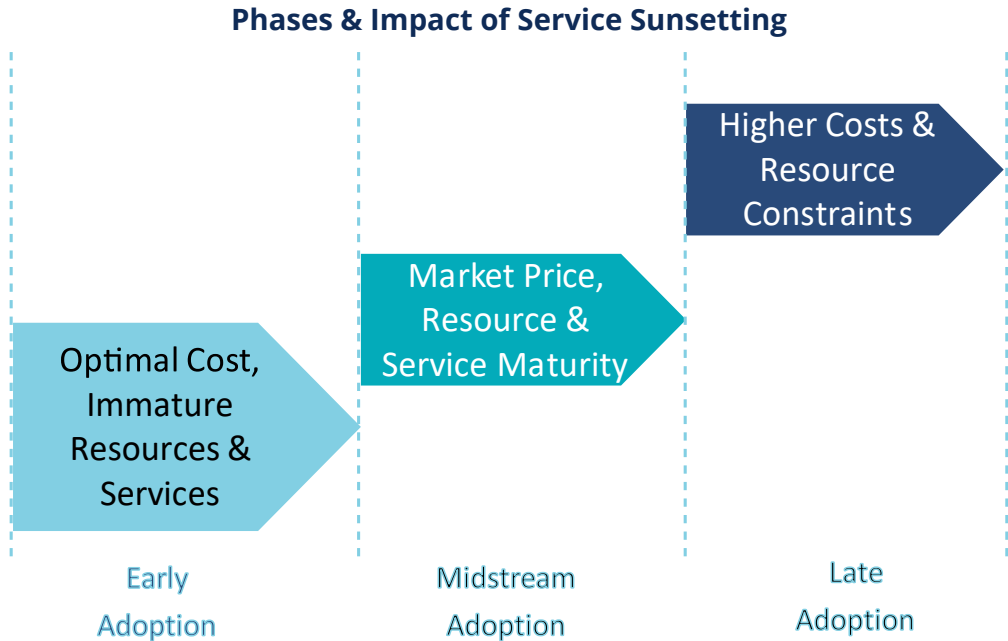 Phases & Impact of Service Sunsetting
Higher Costs &
Resource
Constraints
Market Price,
Resource &
Service Maturity
Optimal Cost,
Immature
Resources &
Services
Early
Adoption
Midstream
Adoption
Late
Adoption